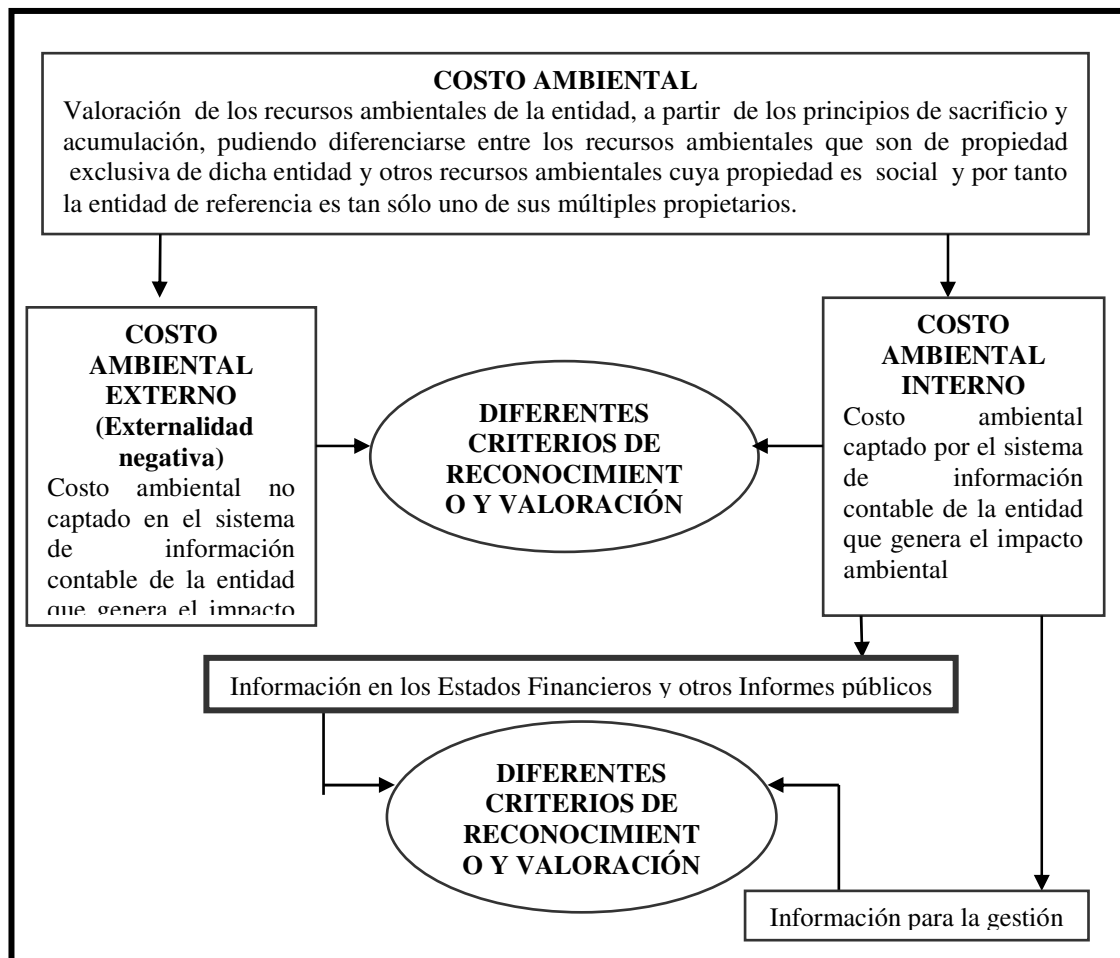 COSTO AMBIENTAL
Valoración de los recursos ambientales de la entidad, a partir de los principios de sacrificio y
acumulación, pudiendo diferenciarse entre los recursos ambientales que son de propiedad
exclusiva de dicha entidad y otros recursos ambientales cuya propiedad es social y por tanto
la entidad de referencia es tan sólo uno de sus múltiples propietarios.
COSTO
AMBIENTAL
EXTERNO
(Externalidad
negativa)
Costo ambiental no
captado en el sistema
de información
contable de la entidad
que genera el impacto
DIFERENTES
CRITERIOS DE
RECONOCIMIENT
O Y VALORACIÓN
COSTO
AMBIENTAL
INTERNO
Costo ambiental
captado por el sistema
de información
contable de la entidad
que genera el impacto
ambiental
Información en los Estados Financieros y otros Informes públicos
DIFERENTES
CRITERIOS DE
RECONOCIMIENT
O Y VALORACIÓN
Información para la gestión